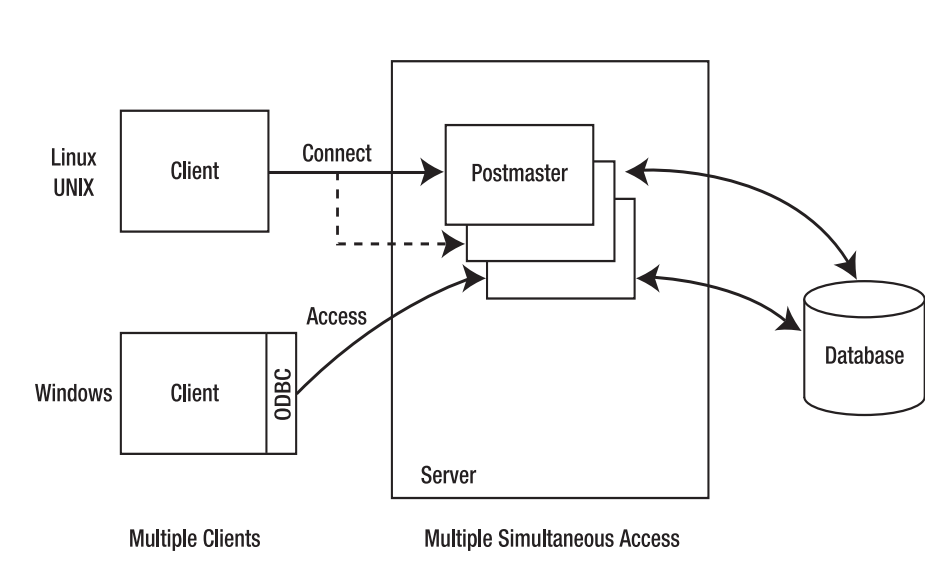 Linux
UNIX
Client
Connect
Postmaster
Access
Windows
Client
ODBC
Database
Server
Multiple Clients
Multiple Simultaneous Access